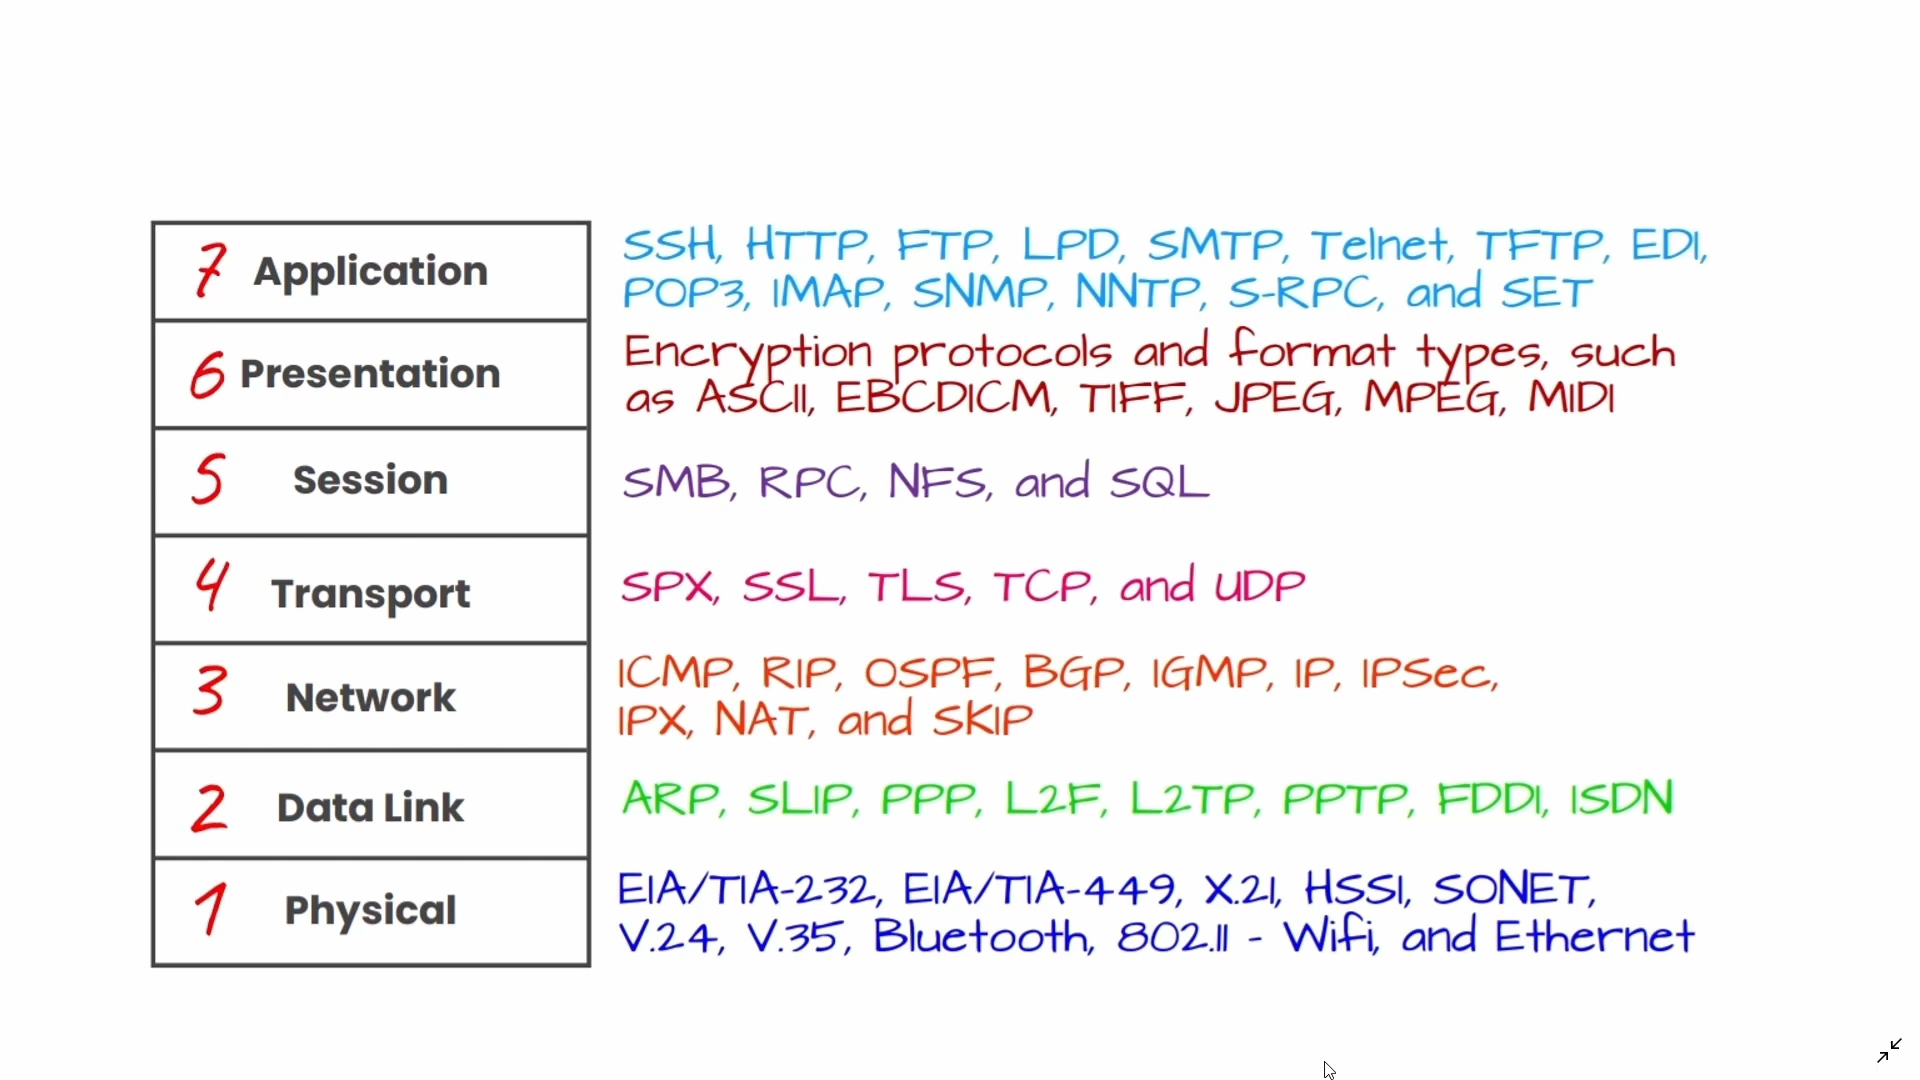 7 Application
SSH, HTTP, FTP, LPD, SMTP, Telnet, TFTP, EDI,
POP3, IMAP, SNMP, NNTP, S-RPC, and SET
6 Presentation
Encryption protocols and format types, such
as ASCII, EBCDICM, TIFF, JPEG, MPEG, MIDI
5 Session
SMB, RPC, NFS, and SQL
4 Transport
SPX, SSL, TLS, TCP, and UDP
3 Network
ICMP, RIP, OSPF, BGP, IGMP, IP, IPSec,
IPX, NAT, and SKIP
2 Data Link
ARP, SLIP, PPP, L2F, L2TP, PPTP, FDDI, ISDN
1 Physical
EIA/TIA-232, EIA/TIA-449, X.21, HSSI, SONET,
V.24, V.35, Bluetooth, 802.11 - Wifi, and Ethernet